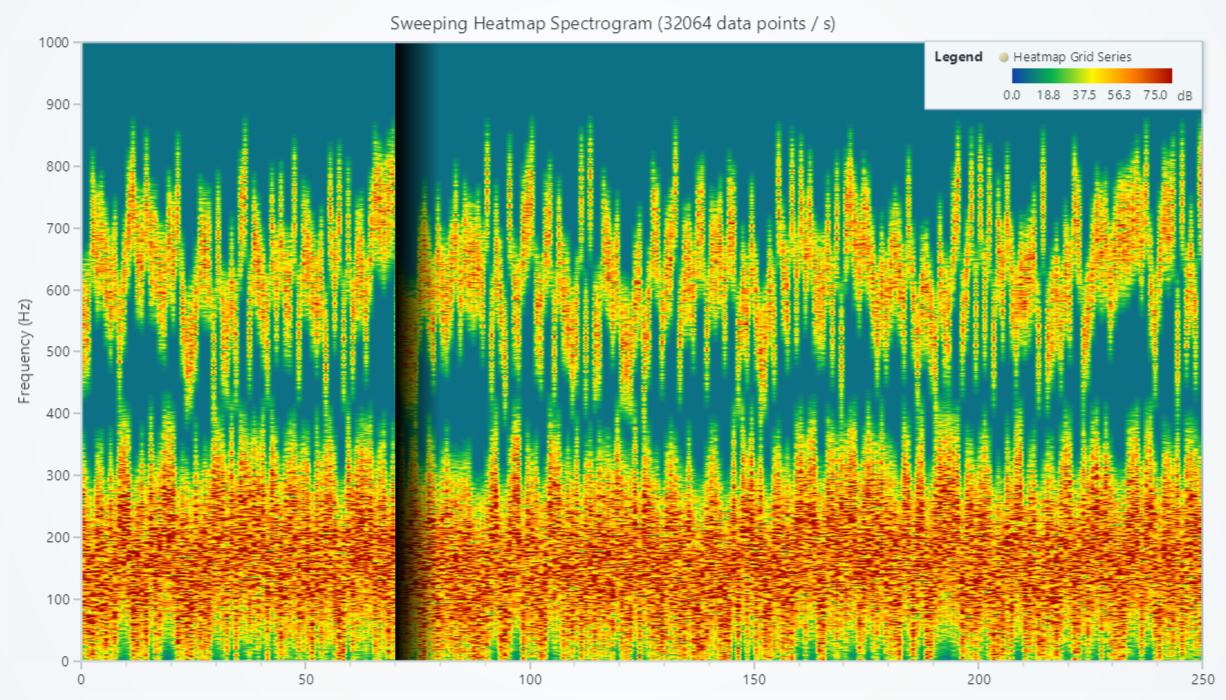 Sweeping Heatmap Spectrogram (32064 data points / s)
Legend Heatmap Grid Series
0.0 18.8 37.5 56.3 75.0 dB
Frequency (Hz)
1000
900
800
700
600
500
400
300
200
100
0
0 50 100 150 200 250